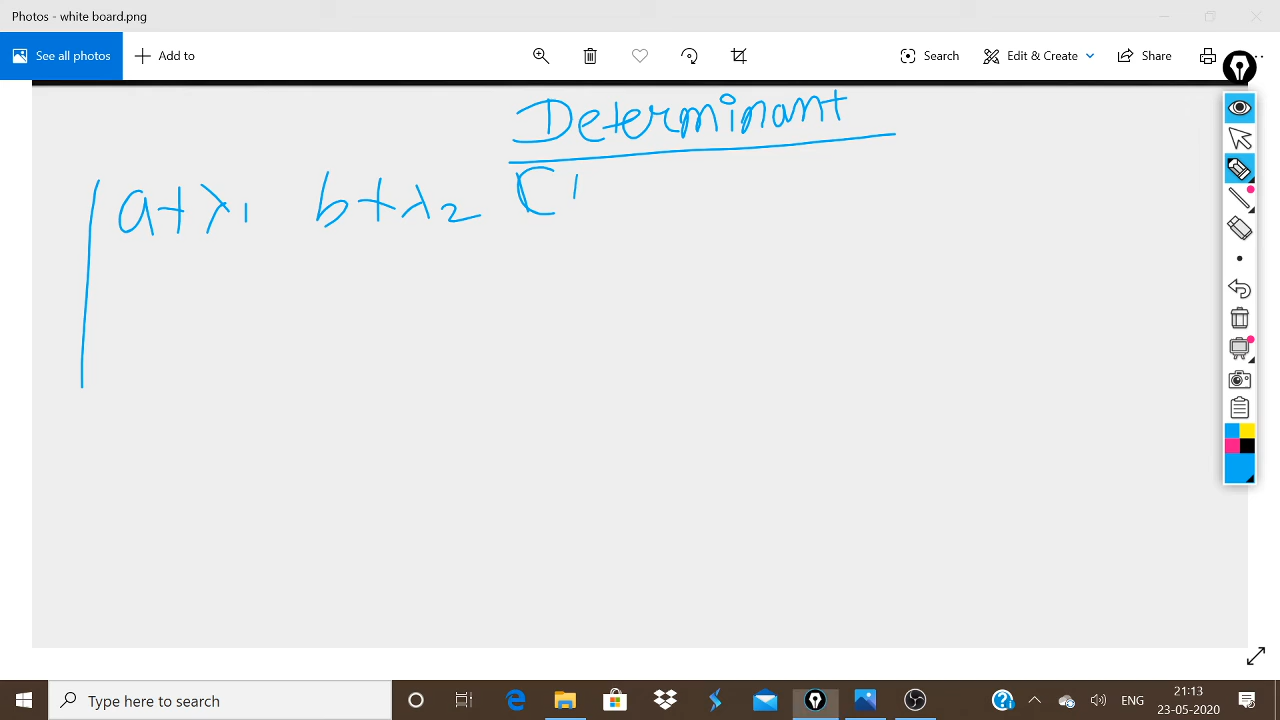 Photos - white board.png
See all photos
Add to
Search
Edit & Create
Share
Determinant
a+λ1 b+λ2 C
Type here to search
ENG
21:13
23-05-2020